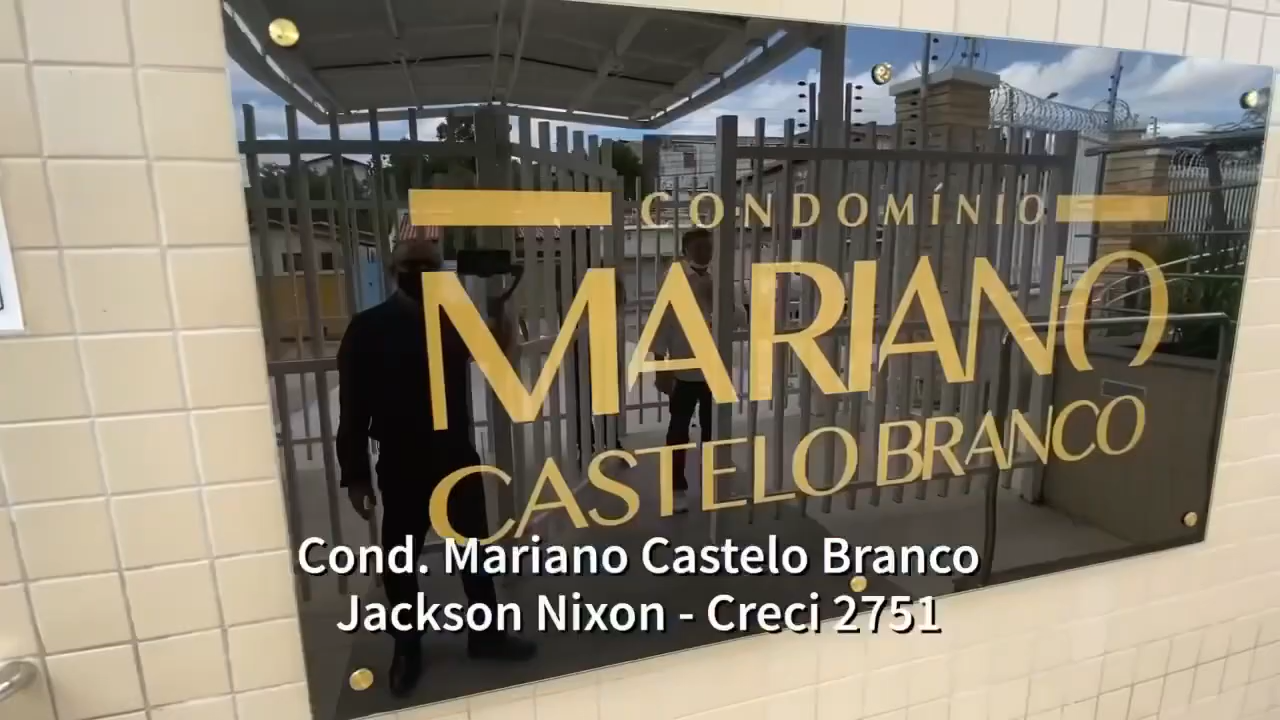 CONDOMÍNIO
MARIANO
CASTELO BRANCO
Cond. Mariano Castelo Branco
Jackson Nixon - Creci 2751